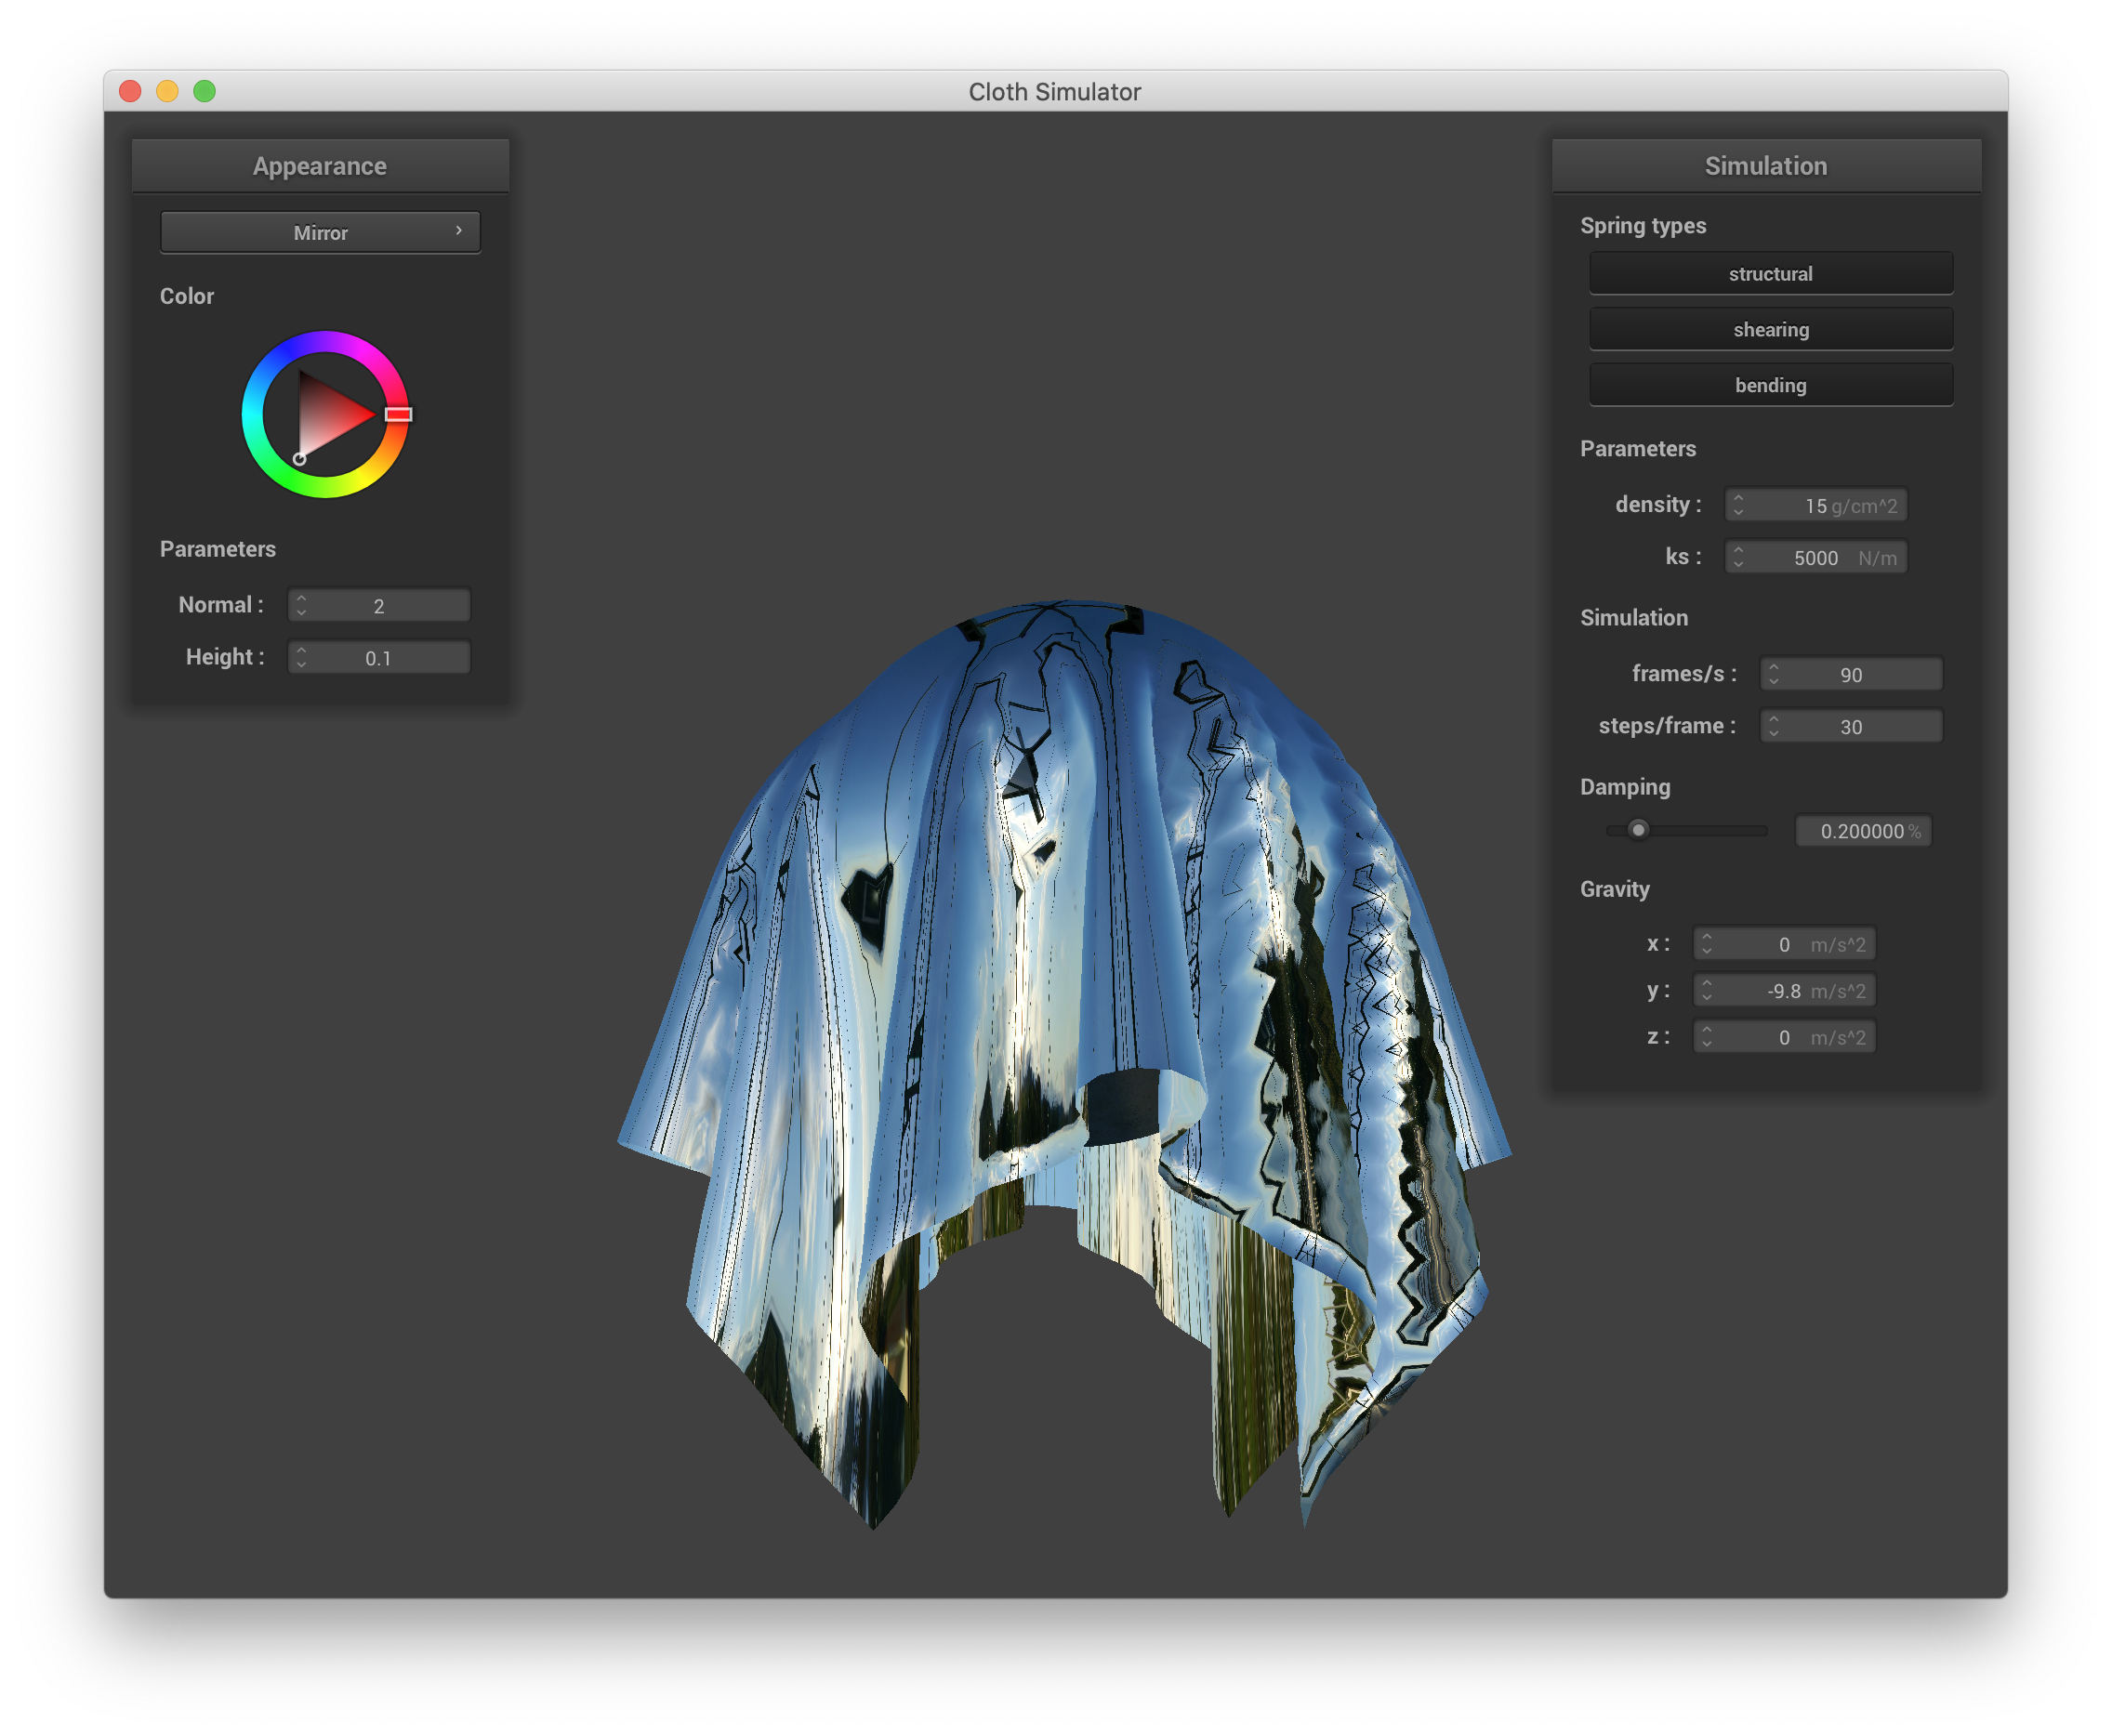 Cloth Simulator
Appearance
Mirror
Color
Parameters
Normal : 2
Height : 0.1
Simulation
Spring types
structural
shearing
bending
Parameters
density : 15 g/cm^2
ks : 5000 N/m
Simulation
frames/s : 90
steps/frame : 30
Damping
0.200000 %
Gravity
x : 0 m/s^2
y : -9.8 m/s^2
z : 0 m/s^2